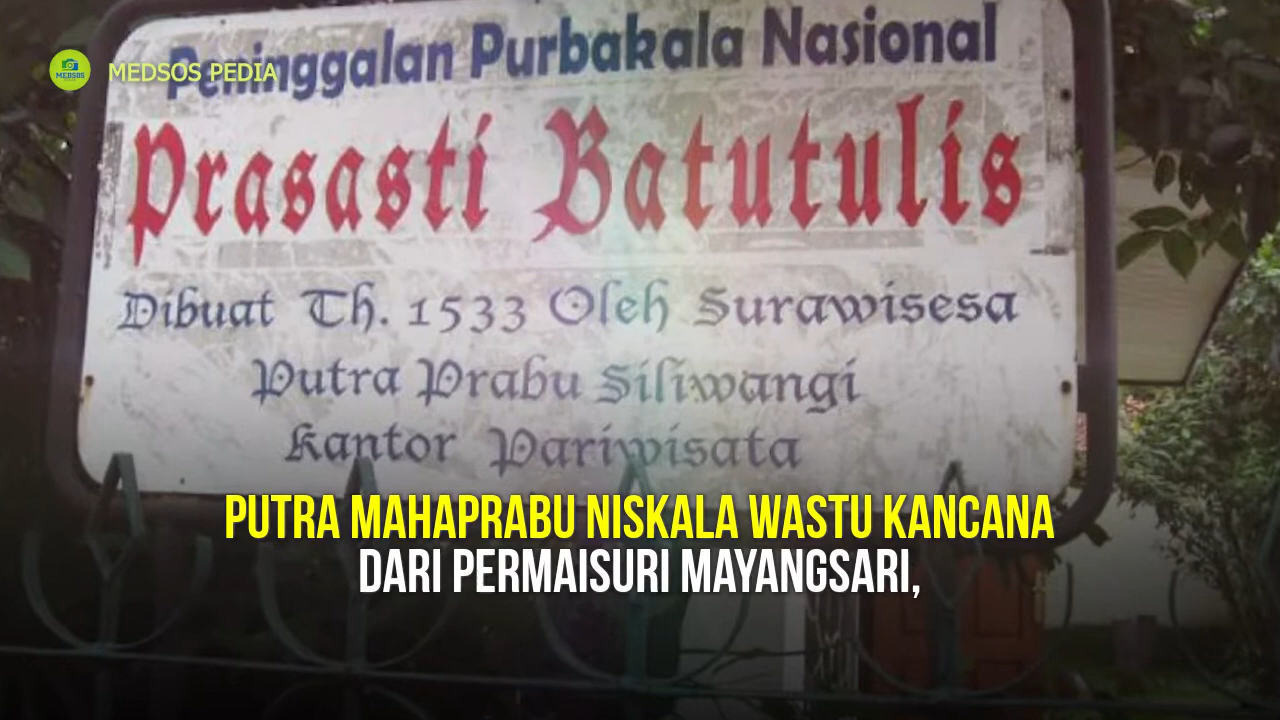 Peninggalan Purbakala Nasional
MEDSOS PEDIA
MEDSOS
Prasasti Batutulis
Dibuat Th. 1533 Oleh Surawisesa
Putra Prabu Siliwangi
Kantor Pariwisata
PUTRA MAHAPRABU NISKALA WASTU KANCANA
DARI PERMAISURI MAYANGSARI,